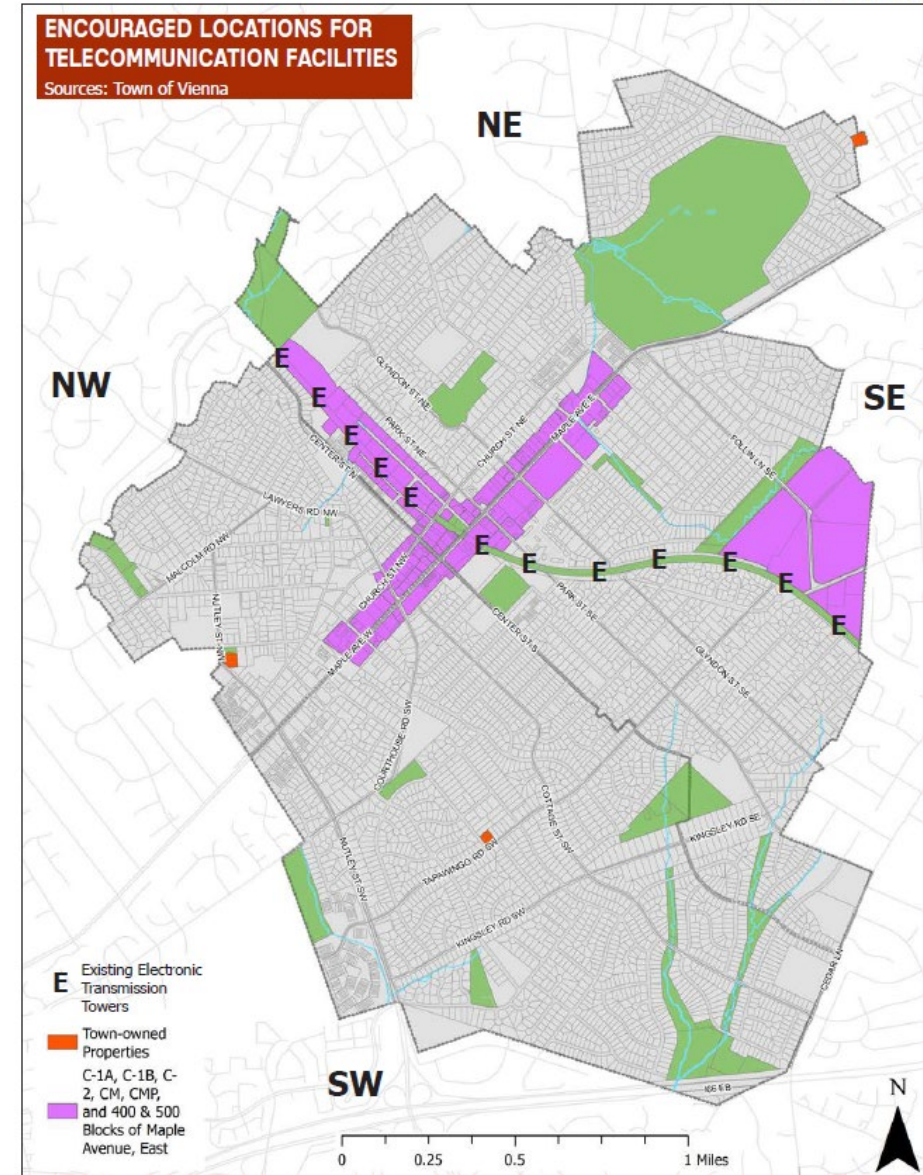 ENCOURAGED LOCATIONS FOR
TELECOMMUNICATION FACILITIES
Sources: Town of Vienna
NE
NW
SE
SW
GLYNDON ST NE
PARK ST NE
CHURCH ST NE
MAPLE AVE E
FOLLIN LN SE
CENTER ST N
LAWYERS RD NW
MALCOLM RD NW
NUTLEY ST NW
CHURCH ST NW
MAPLE AVE W
CENTER ST S
PARK ST SE
GLYNDON ST SE
COURTHOUSE RD SW
NUTLEY ST SW
TAPAWINGO RD SW
COTTAGE ST SW
KINGSLEY RD SE
KINGSLEY RD SW
CEDAR LN
E
E
E
E
E
E
E
E
E
E
E
E
E Existing Electronic
Transmission
Towers
Town-owned
Properties
C-1A, C-1B, C-
2, CM, CMP,
and 400 & 500
Blocks of Maple
Avenue, East
0 0.25 0.5 1 Miles
N